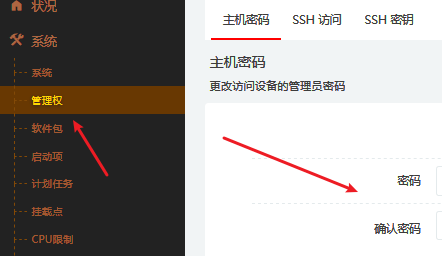 状况
系统
系统
管理权
软件包
启动项
计划任务
挂载点
CPU限制
主机密码 SSH 访问 SSH 密钥
主机密码
更改访问设备的管理员密码
密码
确认密码